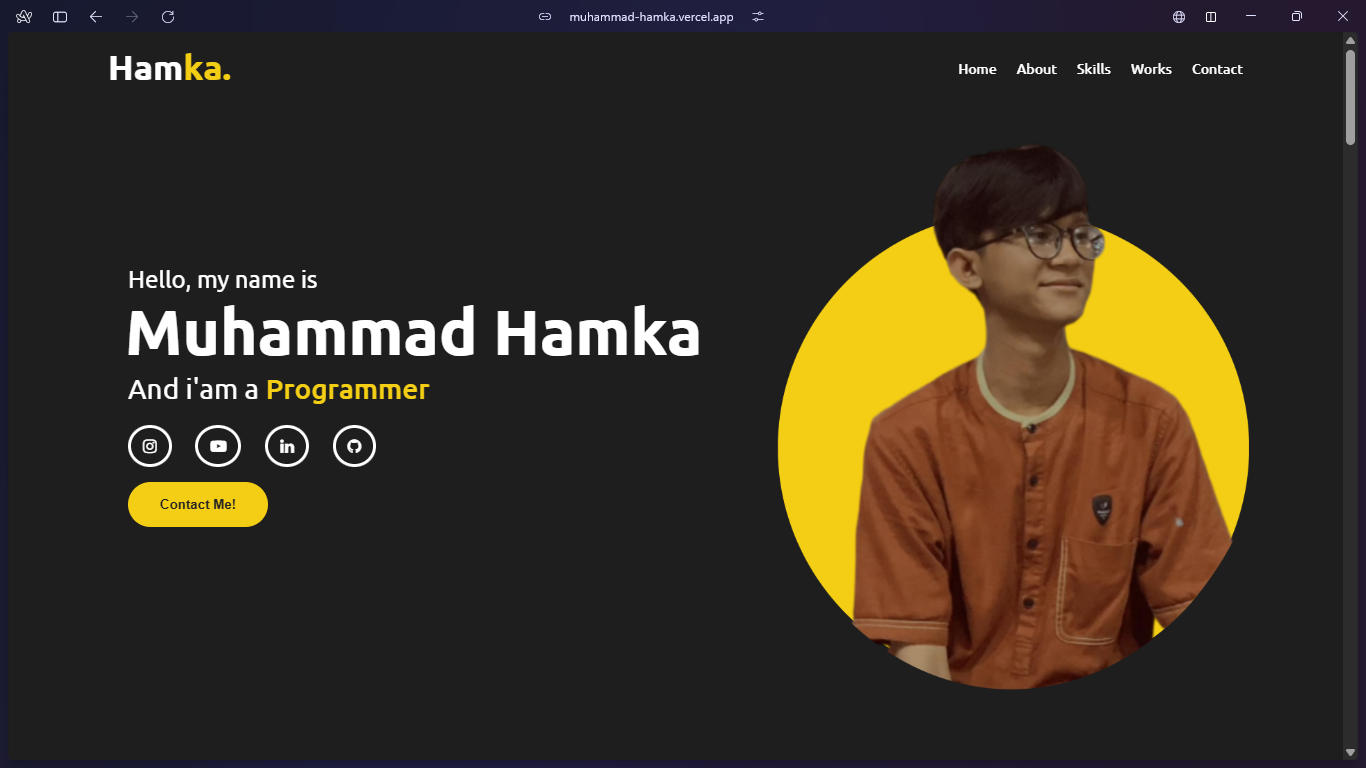 muhammad-hamka.vercel.app
Hamka.
Home About Skills Works Contact
Hello, my name is
Muhammad Hamka
And i'am a Programmer
in
Contact Me!